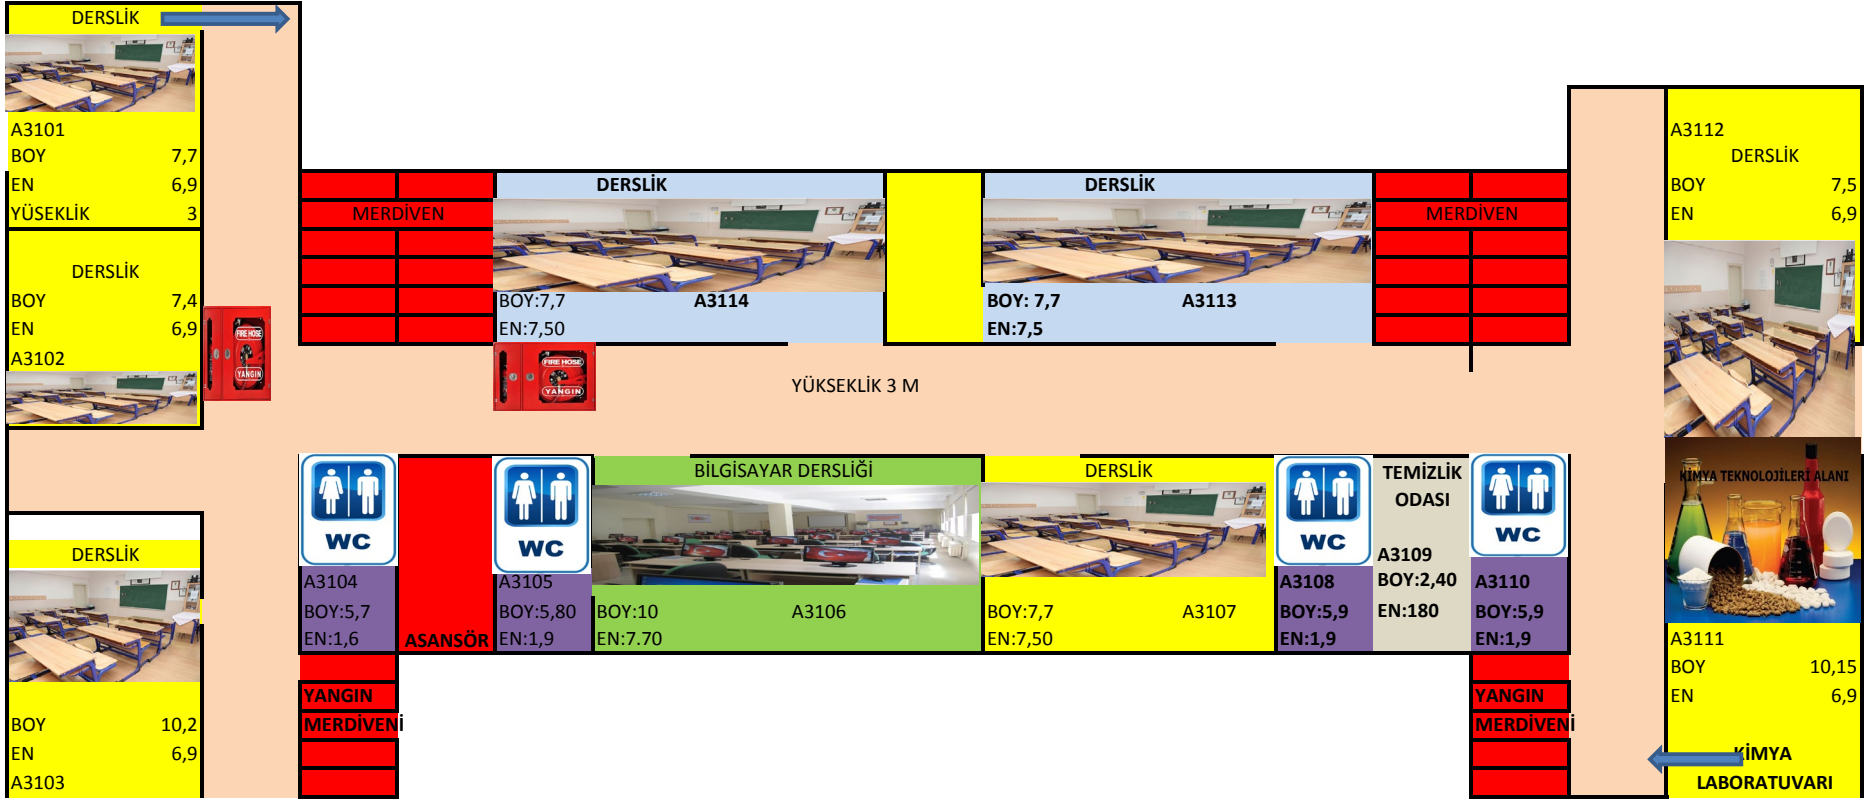 DERSLİK
A3101
BOY 7,7
EN 6,9
YÜSEKLİK 3
DERSLİK
BOY 7,4
EN 6,9
A3102
FIRE HOSE
YANGIN
DERSLİK
BOY 10,2
EN 6,9
A3103
MERDİVEN
DERSLİK
BOY:7,7 A3114
EN:7,50
FIRE HOSE
YANGIN
DERSLİK
BOY: 7,7 A3113
EN:7,5
MERDİVEN
YÜKSEKLİK 3 M
WC
A3104
BOY:5,7
EN:1,6
ASANSÖR
WC
A3105
BOY:5,80
EN:1,9
BİLGİSAYAR DERSLİĞİ
BOY:10 A3106
EN:7.70
DERSLİK
BOY:7,7 A3107
EN:7,50
WC
A3108
BOY:5,9
EN:1,9
TEMİZLİK
ODASI
A3109
BOY:2,40
EN:180
WC
A3110
BOY:5,9
EN:1,9
YANGIN
MERDİVENİ
YANGIN
MERDİVENİ
A3112
DERSLİK
BOY 7,5
EN 6,9
KİMYA TEKNOLOJİLERİ ALANI
A3111
BOY 10,15
EN 6,9
KİMYA
LABORATUVARI